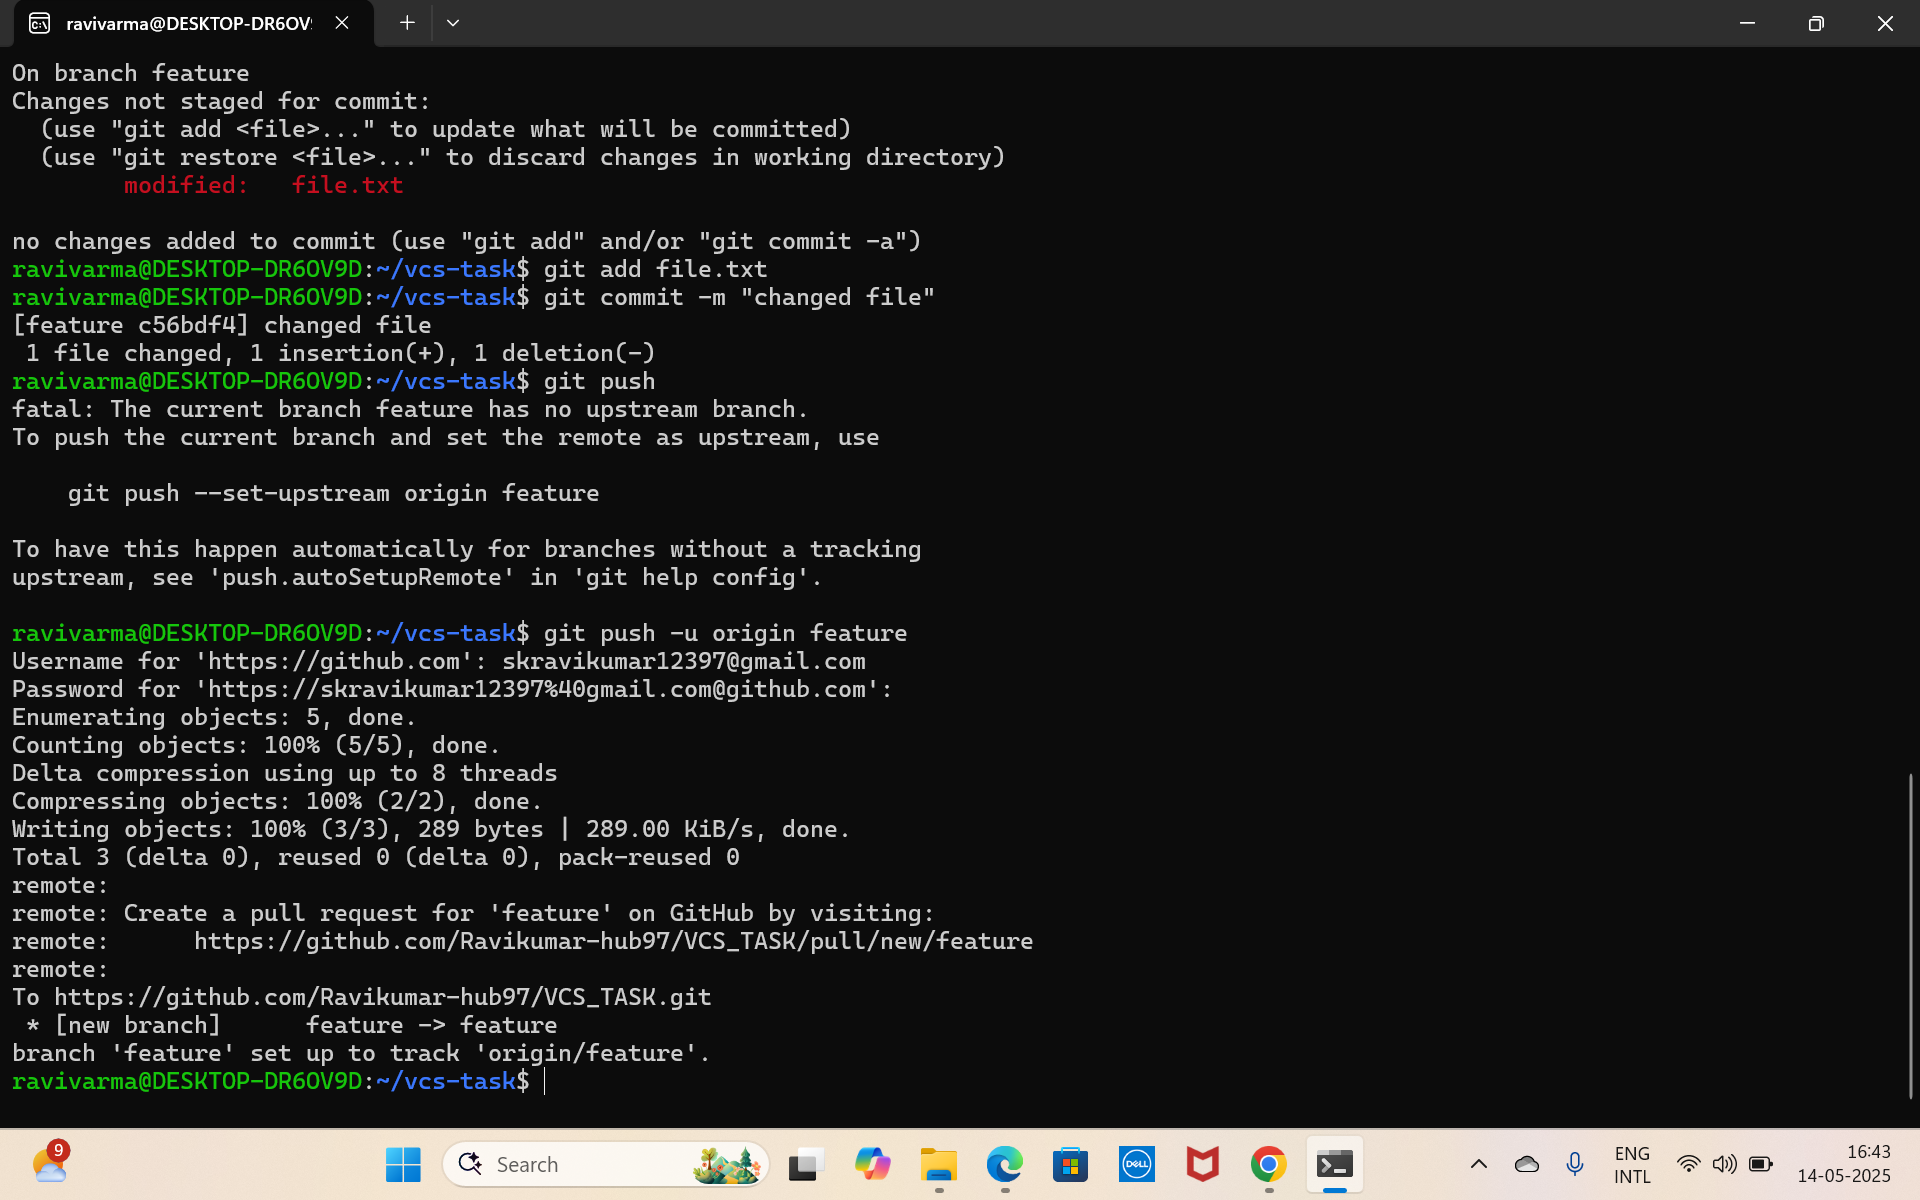 ravivarma@DESKTOP-DR6OV9
On branch feature
Changes not staged for commit:
  (use "git add <file>..." to update what will be committed)
  (use "git restore <file>..." to discard changes in working directory)
        modified:   file.txt

no changes added to commit (use "git add" and/or "git commit -a")
ravivarma@DESKTOP-DR6OV9D:~/vcs-task$ git add file.txt
ravivarma@DESKTOP-DR6OV9D:~/vcs-task$ git commit -m "changed file"
[feature c56bdf4] changed file
 1 file changed, 1 insertion(+), 1 deletion(-)
ravivarma@DESKTOP-DR6OV9D:~/vcs-task$ git push
fatal: The current branch feature has no upstream branch.
To push the current branch and set the remote as upstream, use

    git push --set-upstream origin feature

To have this happen automatically for branches without a tracking
upstream, see 'push.autoSetupRemote' in 'git help config'.

ravivarma@DESKTOP-DR6OV9D:~/vcs-task$ git push -u origin feature
Username for 'https://github.com': skravikumar12397@gmail.com
Password for 'https://skravikumar12397%40gmail.com@github.com':
Enumerating objects: 5, done.
Counting objects: 100% (5/5), done.
Delta compression using up to 8 threads
Compressing objects: 100% (2/2), done.
Writing objects: 100% (3/3), 289 bytes | 289.00 KiB/s, done.
Total 3 (delta 0), reused 0 (delta 0), pack-reused 0
remote:
remote: Create a pull request for 'feature' on GitHub by visiting:
remote:      https://github.com/Ravikumar-hub97/VCS_TASK/pull/new/feature
remote:
To https://github.com/Ravikumar-hub97/VCS_TASK.git
 * [new branch]      feature -> feature
branch 'feature' set up to track 'origin/feature'.
ravivarma@DESKTOP-DR6OV9D:~/vcs-task$
9
Search
DELL
ENG
INTL
16:43
14-05-2025